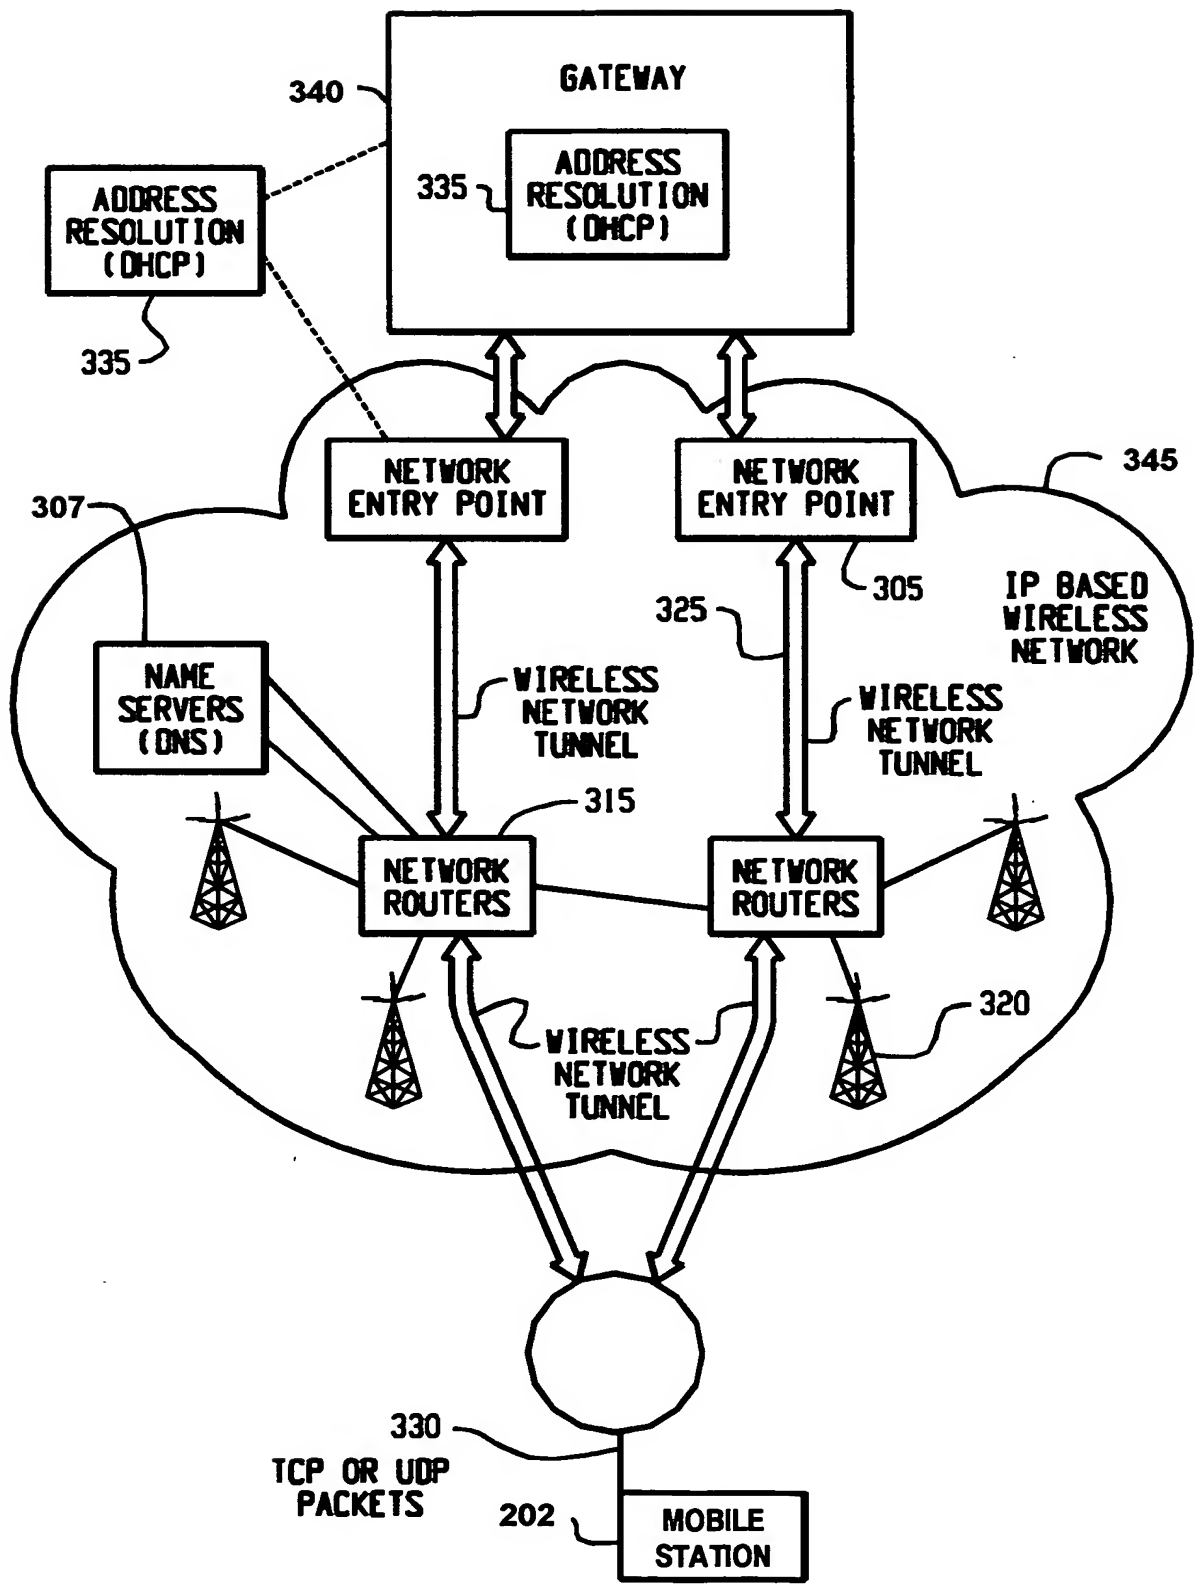 GATEWAY
340
ADDRESS
RESOLUTION
(DHCP)
335
ADDRESS
RESOLUTION
(DHCP)
335
NETWORK
ENTRY POINT
NETWORK
ENTRY POINT
345
307
305
325
IP BASED
WIRELESS
NETWORK
NAME
SERVERS
(DNS)
WIRELESS
NETWORK
TUNNEL
WIRELESS
NETWORK
TUNNEL
315
NETWORK
ROUTERS
NETWORK
ROUTERS
320
WIRELESS
NETWORK
TUNNEL
330
TCP OR UDP
PACKETS
202
MOBILE
STATION